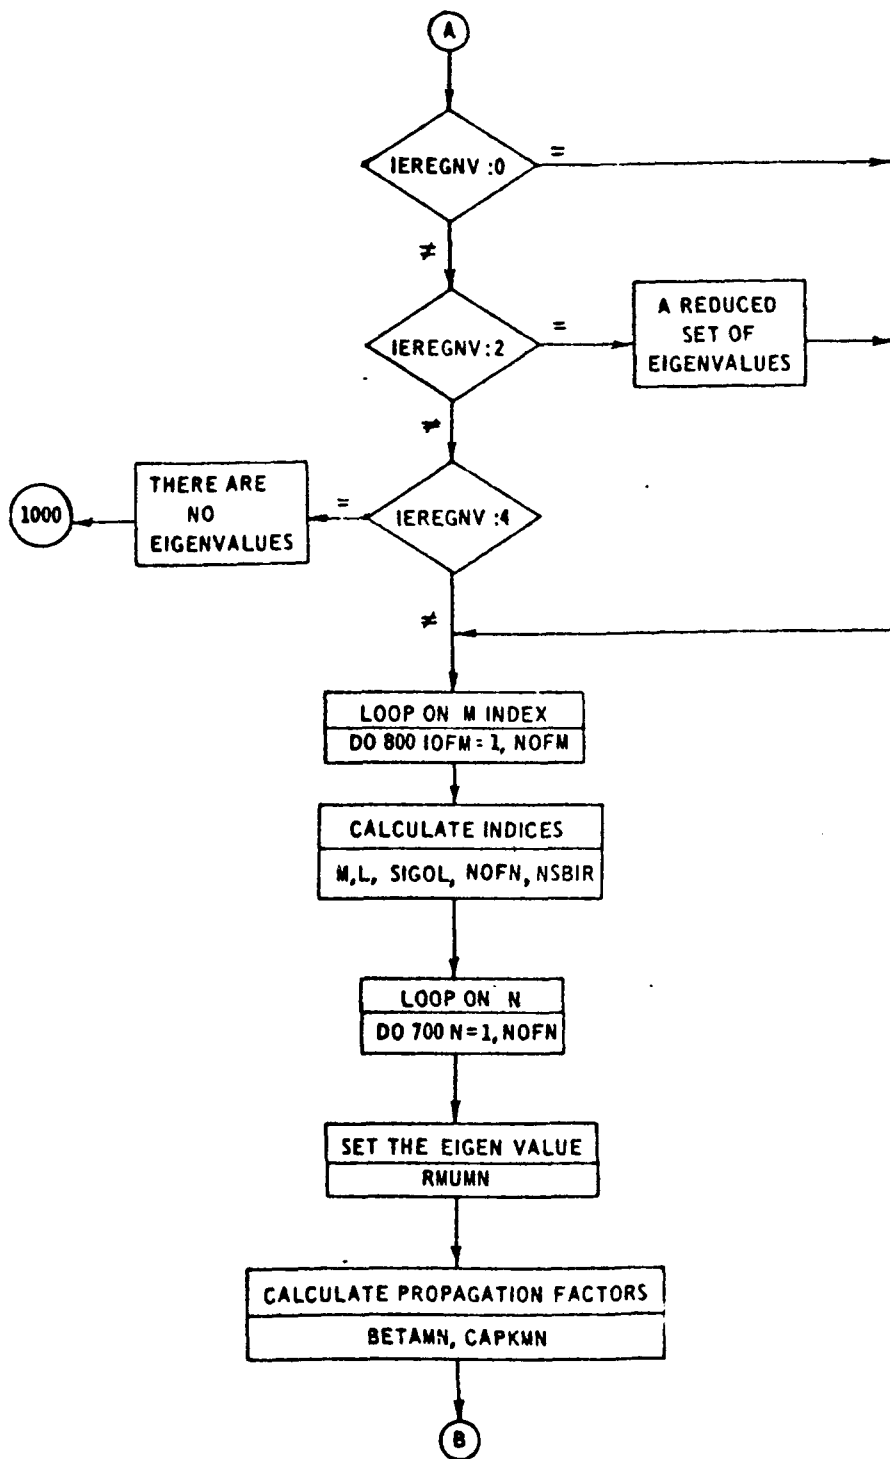 A
IEREGNV :0
=
≠
IEREGNV :2
=
A REDUCED
SET OF
EIGENVALUES
≠
THERE ARE
NO
EIGENVALUES
1000
=
IEREGNV :4
≠
LOOP ON M INDEX
DO 800 IOFM = 1, NOFM
CALCULATE INDICES
M,L, SIGOL, NOFN, NSBIR
LOOP ON N
DO 700 N = 1, NOFN
SET THE EIGEN VALUE
RMUMN
CALCULATE PROPAGATION FACTORS
BETAMN, CAPKMN
B